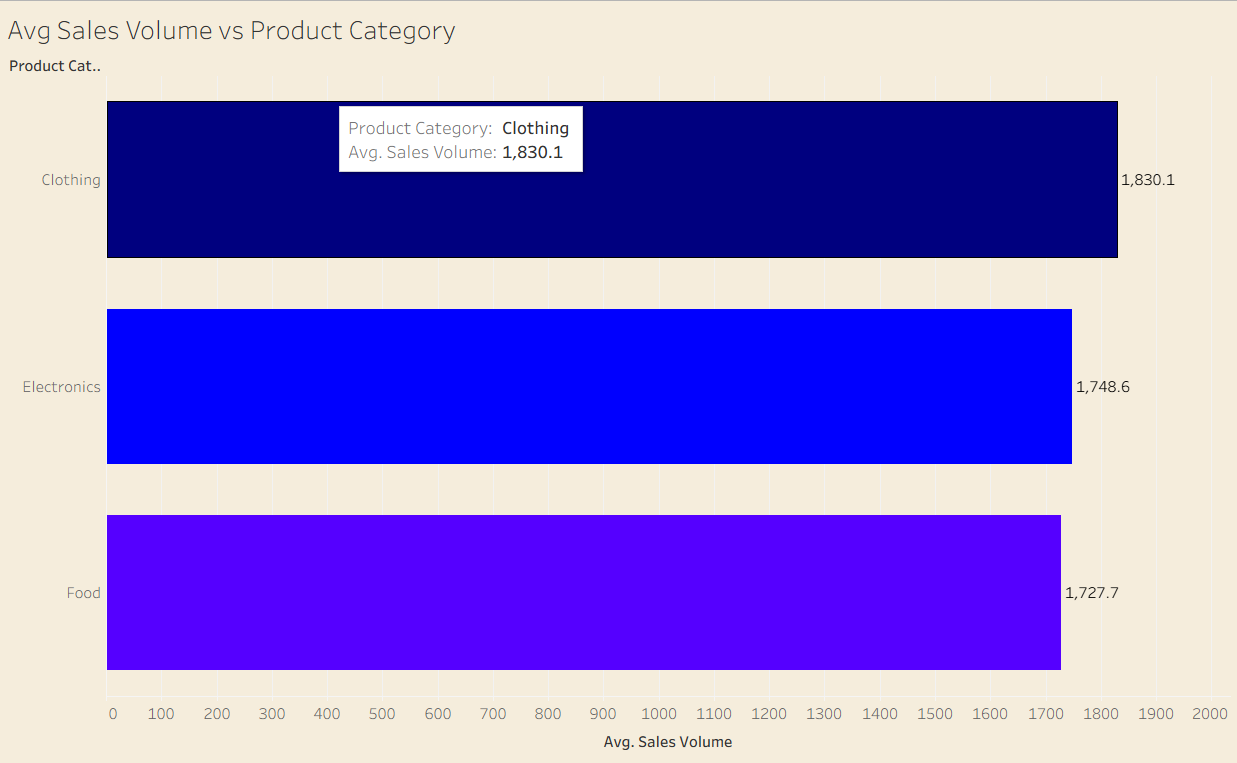 Avg Sales Volume vs Product Category
Product Cat..
Product Category: Clothing
Avg. Sales Volume: 1,830.1
Clothing 1,830.1
Electronics 1,748.6
Food 1,727.7
0 100 200 300 400 500 600 700 800 900 1000 1100 1200 1300 1400 1500 1600 1700 1800 1900 2000
Avg. Sales Volume